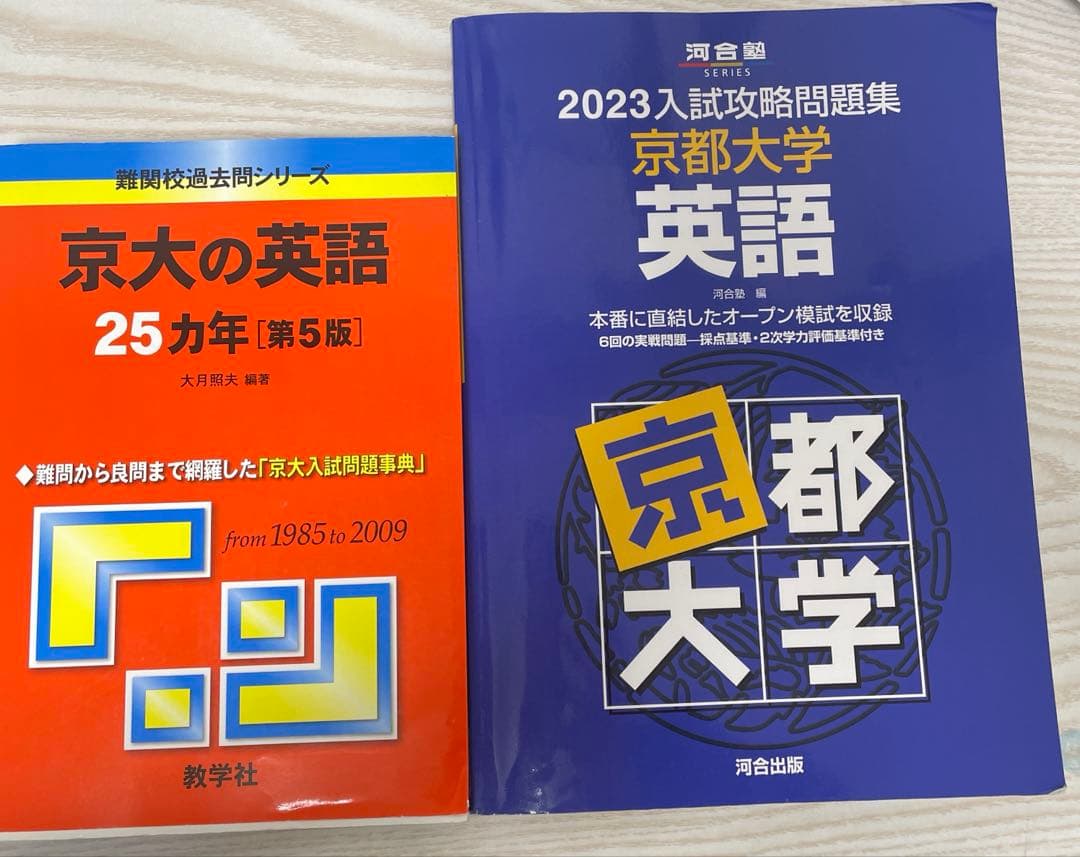 難関校過去問シリーズ
京大の英語
25カ年[第5版]
大月照夫 編著
◆難問から良問まで網羅した「京大入試問題事典」
from 1985 to 2009
教学社
河合塾
SERIES
2023入試攻略問題集
京都大学
英語
河合塾 編
本番に直結したオープン模試を収録
6回の実戦問題―採点基準・2次学力評価基準付き
京都
大学
河合出版